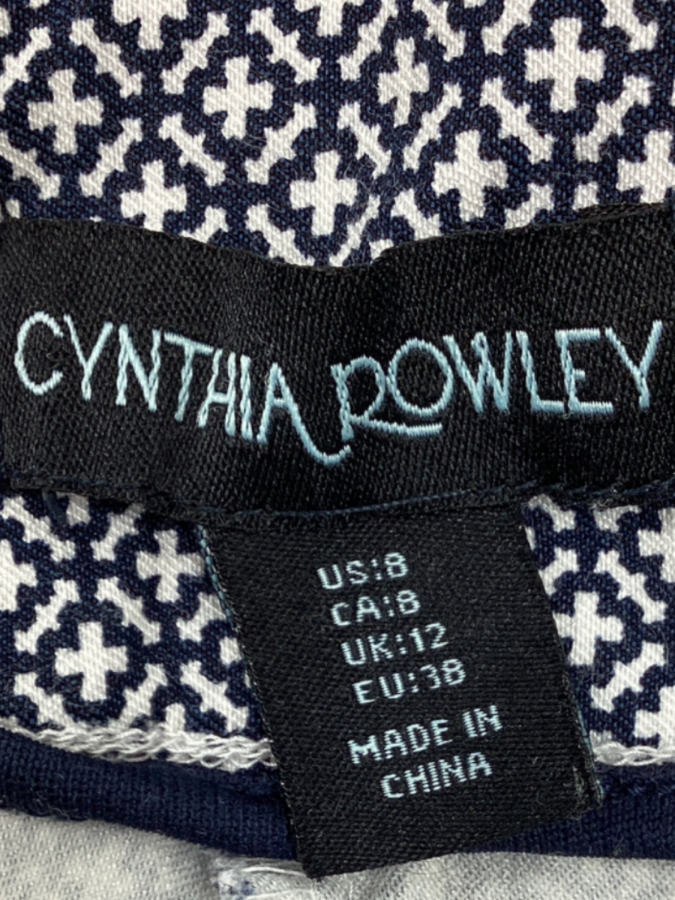 CYNTHIA ROWLEY
US:8
CA:8
UK:12
EU:38
MADE IN
CHINA